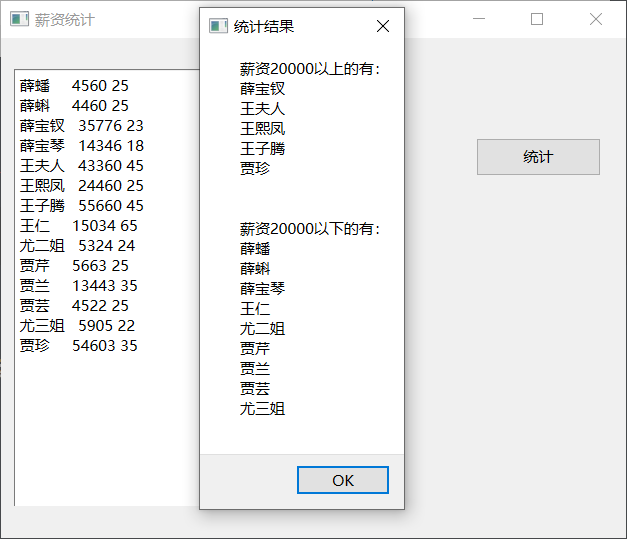 薪资统计
薛蟠 4560 25
薛蝌 4460 25
薛宝钗 35776 23
薛宝琴 14346 18
王夫人 43360 45
王熙凤 24460 25
王子腾 55660 45
王仁 15034 65
尤二姐 5324 24
贾芹 5663 25
贾兰 13443 35
贾芸 4522 25
尤三姐 5905 22
贾珍 54603 35
统计
统计结果
薪资20000以上的有：
薛宝钗
王夫人
王熙凤
王子腾
贾珍
薪资20000以下的有：
薛蟠
薛蝌
薛宝琴
王仁
尤二姐
贾芹
贾兰
贾芸
尤三姐
OK